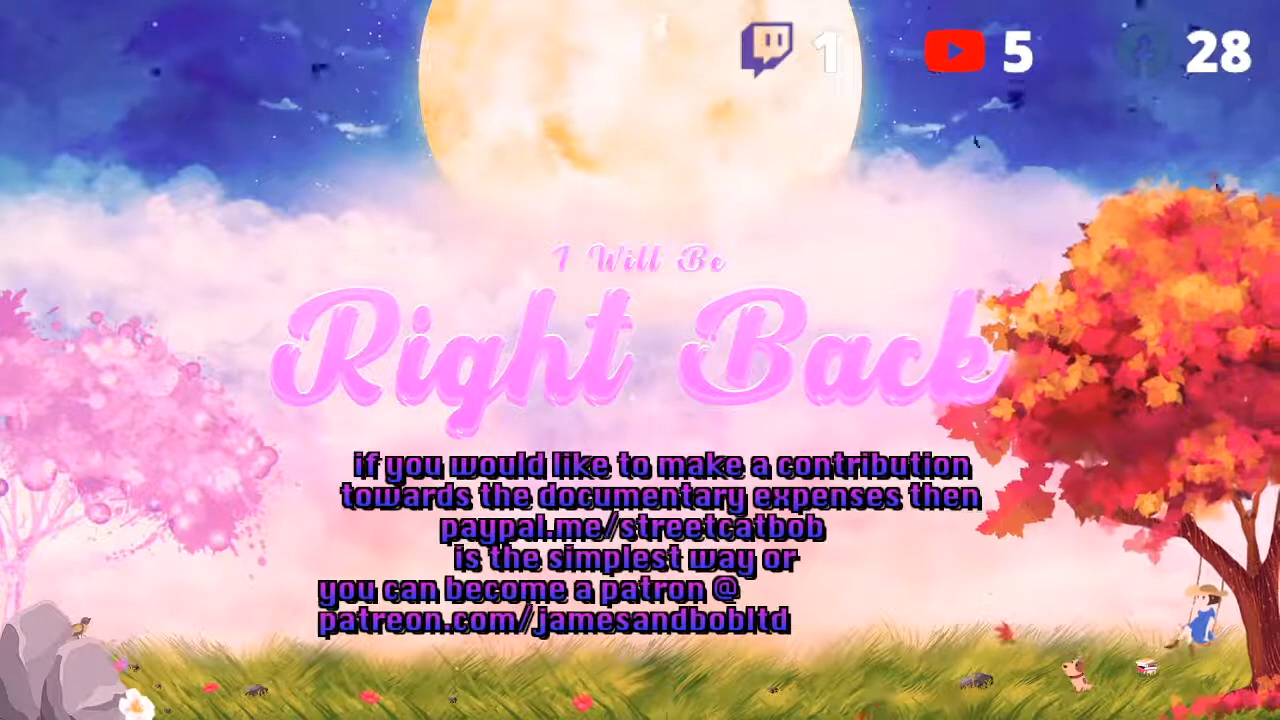 1 5 28
I Will Be
Right Back
if you would like to make a contribution
towards the documentary expenses then
paypal.me/streetcatbob
is the simplest way or
you can become a patron @
patreon.com/jamesandbobltd